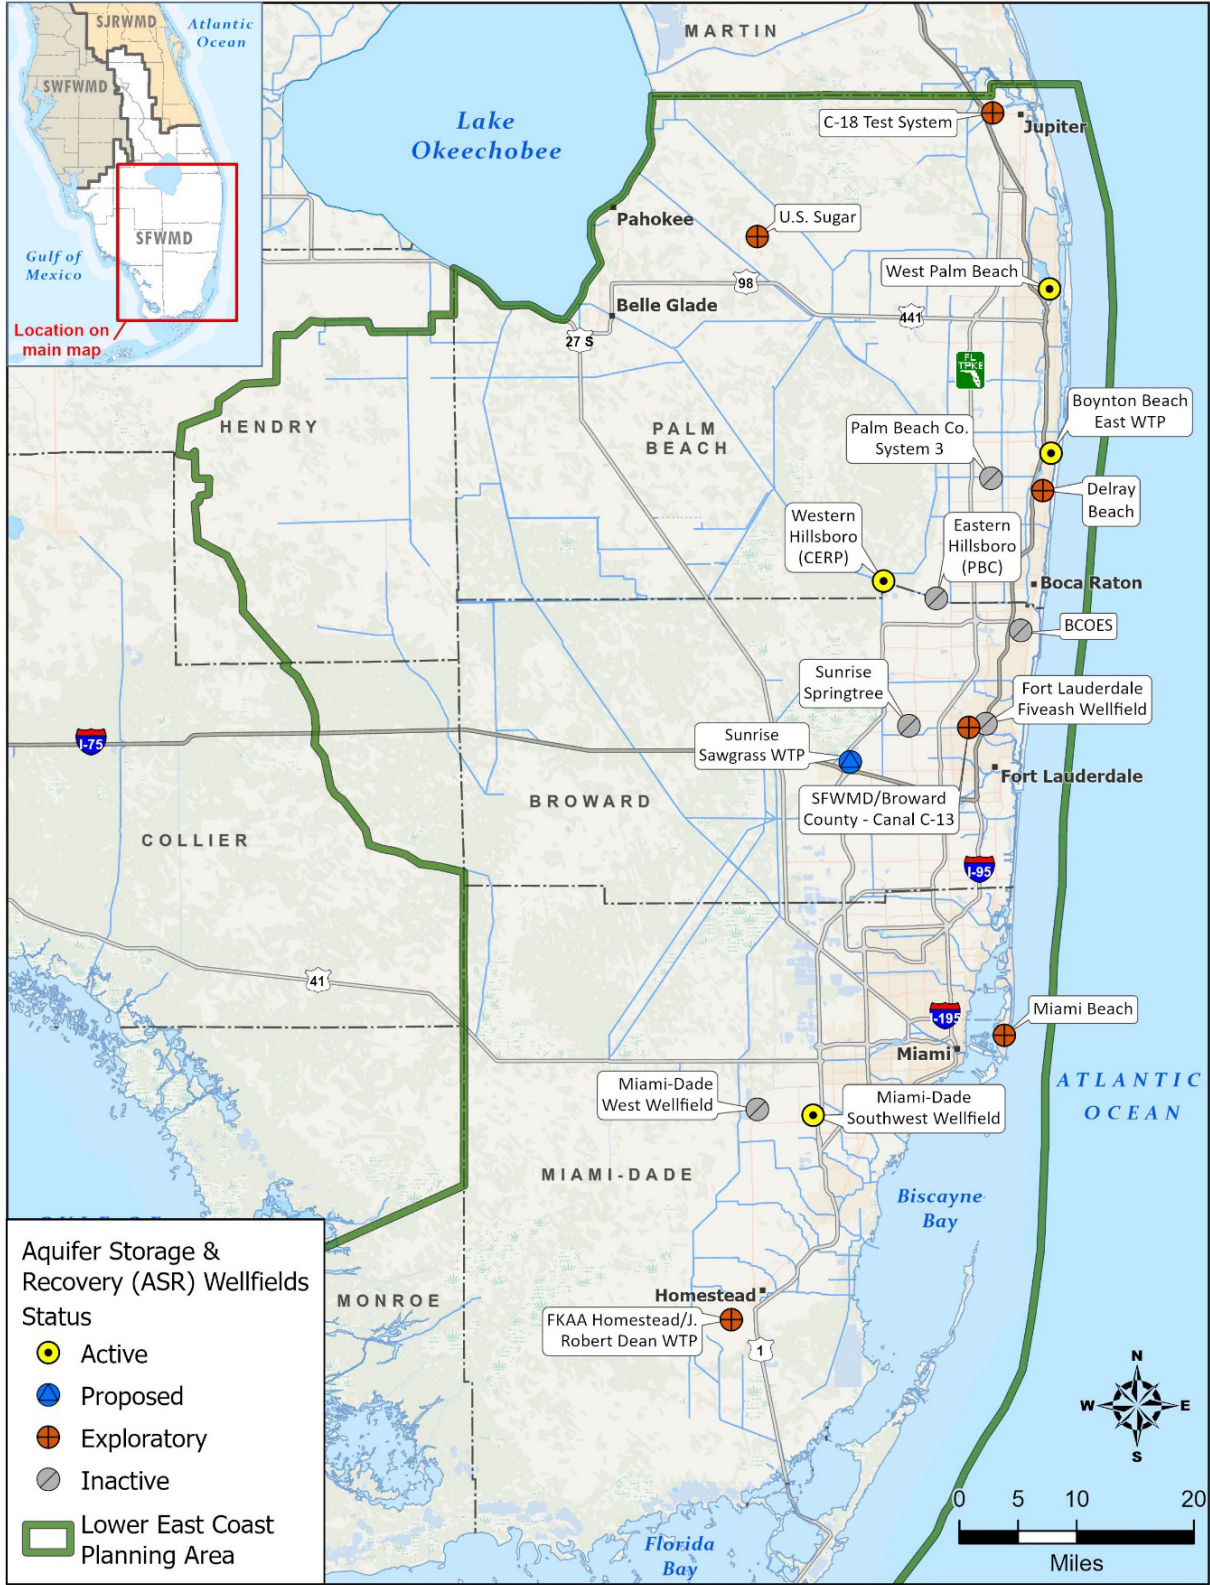 SJRWMD
Atlantic
Ocean
SWFWMD
SFWMD
Gulf of
Mexico
Location on
main map
MARTIN
Lake
Okeechobee
C-18 Test System
Jupiter
Pahokee
U.S. Sugar
West Palm Beach
98
Belle Glade
441
27 S
FL
TPKE
HENDRY
PALM
BEACH
Boynton Beach
East WTP
Palm Beach Co.
System 3
Delray
Beach
Western
Hillsboro
(CERP)
Eastern
Hillsboro
(PBC)
Boca Raton
BCOES
Sunrise
Springtree
Fort Lauderdale
Fiveash Wellfield
I-75
Sunrise
Sawgrass WTP
Fort Lauderdale
BROWARD
SFWMD/Broward
County - Canal C-13
COLLIER
I-95
41
Miami Beach
I-195
Miami
ATLANTIC
OCEAN
Miami-Dade
West Wellfield
Miami-Dade
Southwest Wellfield
MIAMI-DADE
Biscayne
Bay
GULF OF
Homestead
MONROE
FKAA Homestead/J.
Robert Dean WTP
1
Florida
Bay
Aquifer Storage &
Recovery (ASR) Wellfields
Status
Active
Proposed
Exploratory
Inactive
Lower East Coast
Planning Area
N
W E
S
0 5 10 20
Miles